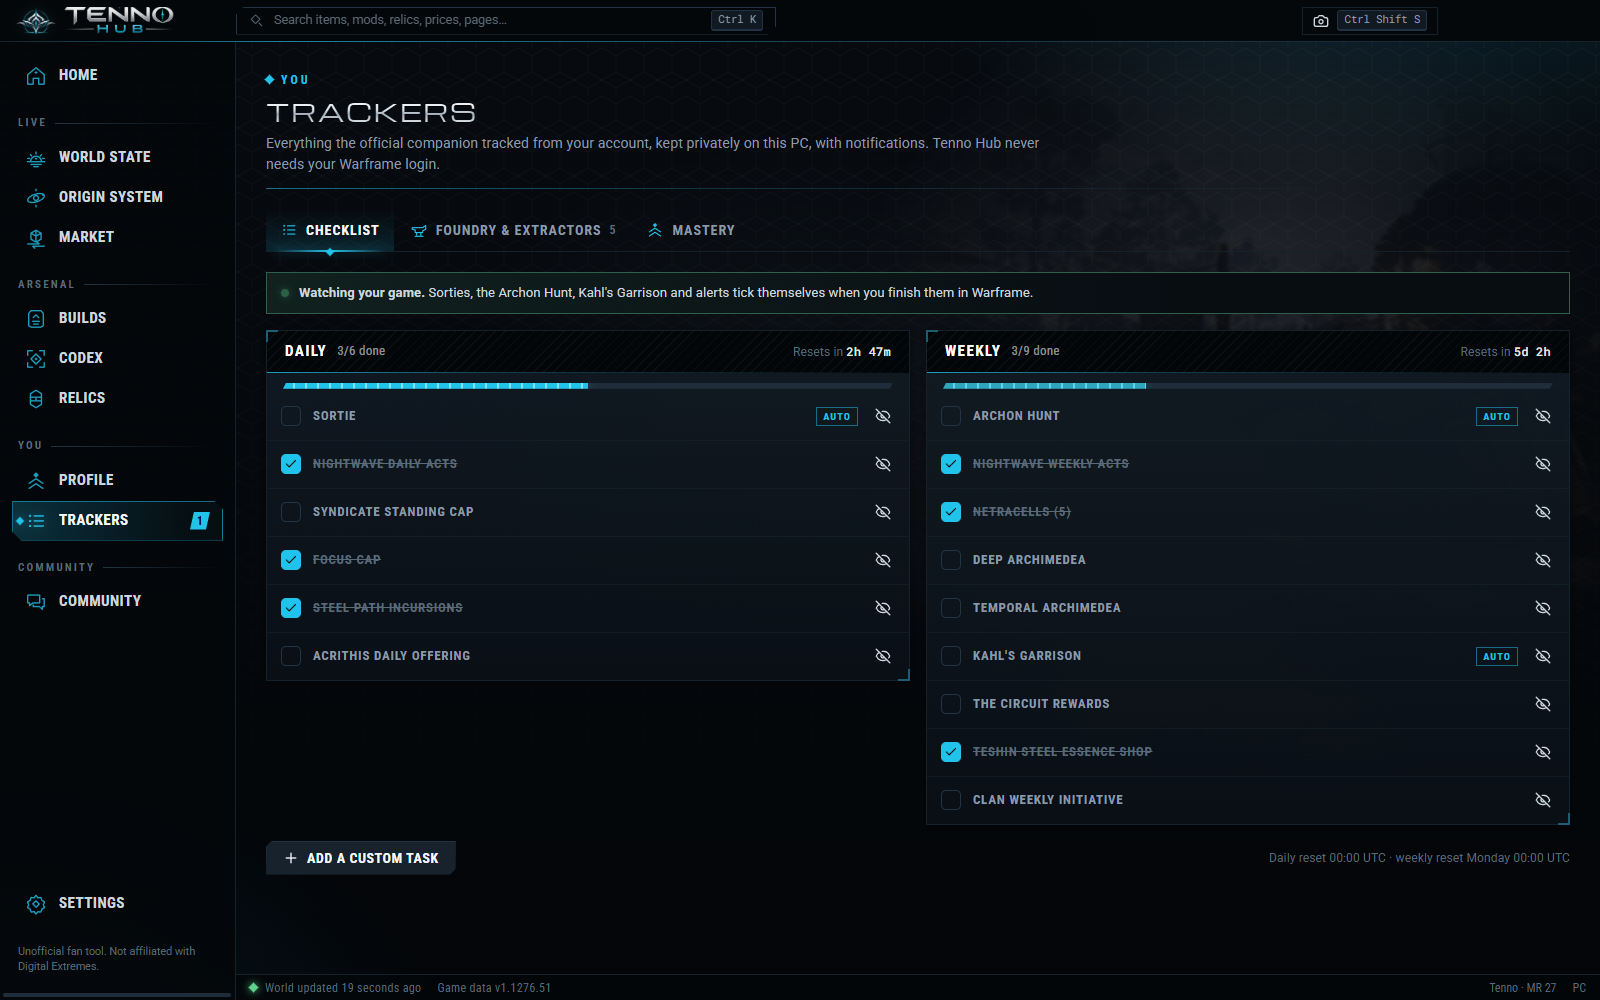 TENNO
HUB
Search items, mods, relics, prices, pages...
Ctrl K
Ctrl Shift S
HOME
LIVE
WORLD STATE
ORIGIN SYSTEM
MARKET
ARSENAL
BUILDS
CODEX
RELICS
YOU
PROFILE
TRACKERS 1
COMMUNITY
COMMUNITY
SETTINGS
Unofficial fan tool. Not affiliated with
Digital Extremes.
YOU
TRACKERS
Everything the official companion tracked from your account, kept privately on this PC, with notifications. Tenno Hub never
needs your Warframe login.
CHECKLIST
FOUNDRY & EXTRACTORS 5
MASTERY
Watching your game. Sorties, the Archon Hunt, Kahl's Garrison and alerts tick themselves when you finish them in Warframe.
DAILY 3/6 done Resets in 2h 47m
SORTIE AUTO
NIGHTWAVE DAILY ACTS
SYNDICATE STANDING CAP
FOCUS CAP
STEEL PATH INCURSIONS
ACRITHIS DAILY OFFERING
WEEKLY 3/9 done Resets in 5d 2h
ARCHON HUNT AUTO
NIGHTWAVE WEEKLY ACTS
NETRACELLS (5)
DEEP ARCHIMEDEA
TEMPORAL ARCHIMEDEA
KAHL'S GARRISON AUTO
THE CIRCUIT REWARDS
TESHIN STEEL ESSENCE SHOP
CLAN WEEKLY INITIATIVE
+ ADD A CUSTOM TASK
Daily reset 00:00 UTC · weekly reset Monday 00:00 UTC
World updated 19 seconds ago
Game data v1.1276.51
Tenno · MR 27
PC